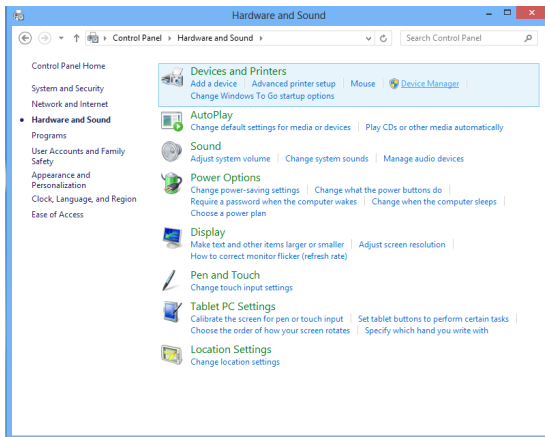 Hardware and Sound
Control Panel Hardware and Sound
Search Control Panel
Control Panel Home
System and Security
Network and Internet
Hardware and Sound
Programs
User Accounts and Family
Safety
Appearance and
Personalization
Clock, Language, and Region
Ease of Access
Devices and Printers
Add a device Advanced printer setup Mouse Device Manager
Change Windows To Go startup options
AutoPlay
Change default settings for media or devices Play CDs or other media automatically
Sound
Adjust system volume Change system sounds Manage audio devices
Power Options
Change power-saving settings Change what the power buttons do
Require a password when the computer wakes Change when the computer sleeps
Choose a power plan
Display
Make text and other items larger or smaller Adjust screen resolution
How to correct monitor flicker (refresh rate)
Pen and Touch
Change touch input settings
Tablet PC Settings
Calibrate the screen for pen or touch input Set tablet buttons to perform certain tasks
Choose the order of how your screen rotates Specify which hand you write with
Location Settings
Change location settings